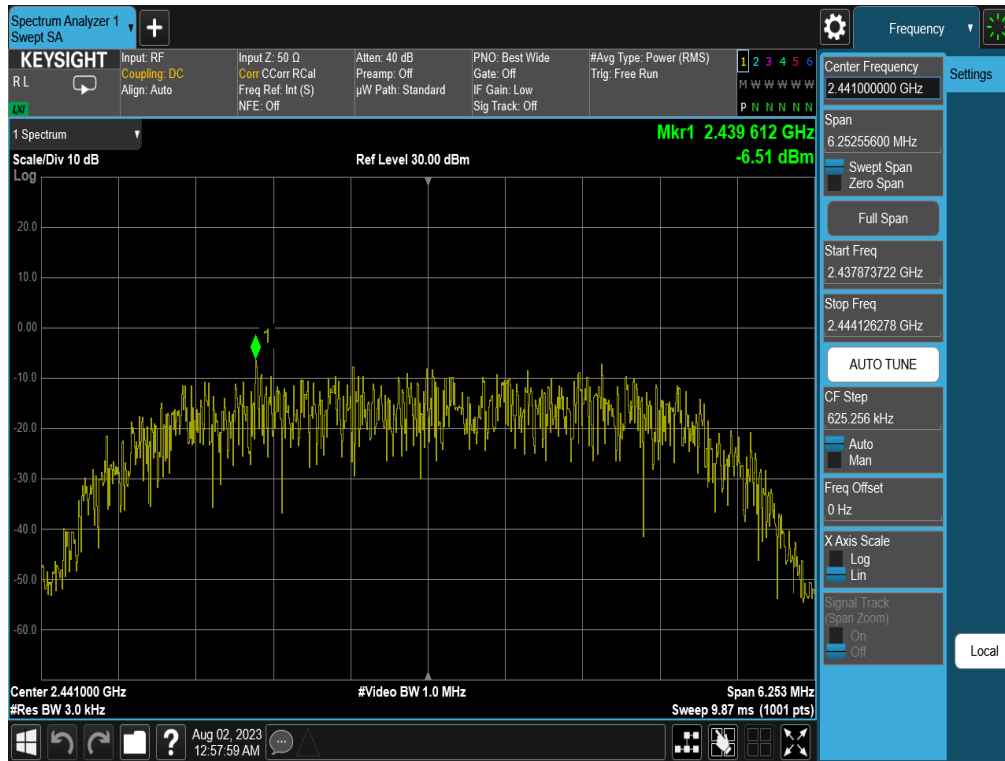 Spectrum Analyzer 1
Swept SA
+
Frequency
KEYSIGHT
R L
LXI
Input: RF
Coupling: DC
Align: Auto
Input Z: 50 Ω
Corr CCorr RCal
Freq Ref: Int (S)
NFE: Off
Atten: 40 dB
Preamp: Off
µW Path: Standard
PNO: Best Wide
Gate: Off
IF Gain: Low
Sig Track: Off
#Avg Type: Power (RMS)
Trig: Free Run
1 2 3 4 5 6
M W W W W W
P N N N N N
1 Spectrum
Scale/Div 10 dB
Log
Ref Level 30.00 dBm
Mkr1 2.439 612 GHz
-6.51 dBm
20.0
10.0
0.00
-10.0
-20.0
-30.0
-40.0
-50.0
-60.0
1
Center 2.441000 GHz
#Res BW 3.0 kHz
#Video BW 1.0 MHz
Span 6.253 MHz
Sweep 9.87 ms (1001 pts)
Center Frequency
2.441000000 GHz
Settings
Span
6.25255600 MHz
Swept Span
Zero Span
Full Span
Start Freq
2.437873722 GHz
Stop Freq
2.444126278 GHz
AUTO TUNE
CF Step
625.256 kHz
Auto
Man
Freq Offset
0 Hz
X Axis Scale
Log
Lin
Signal Track
(Span Zoom)
On
Off
Local
?
Aug 02, 2023
12:57:59 AM